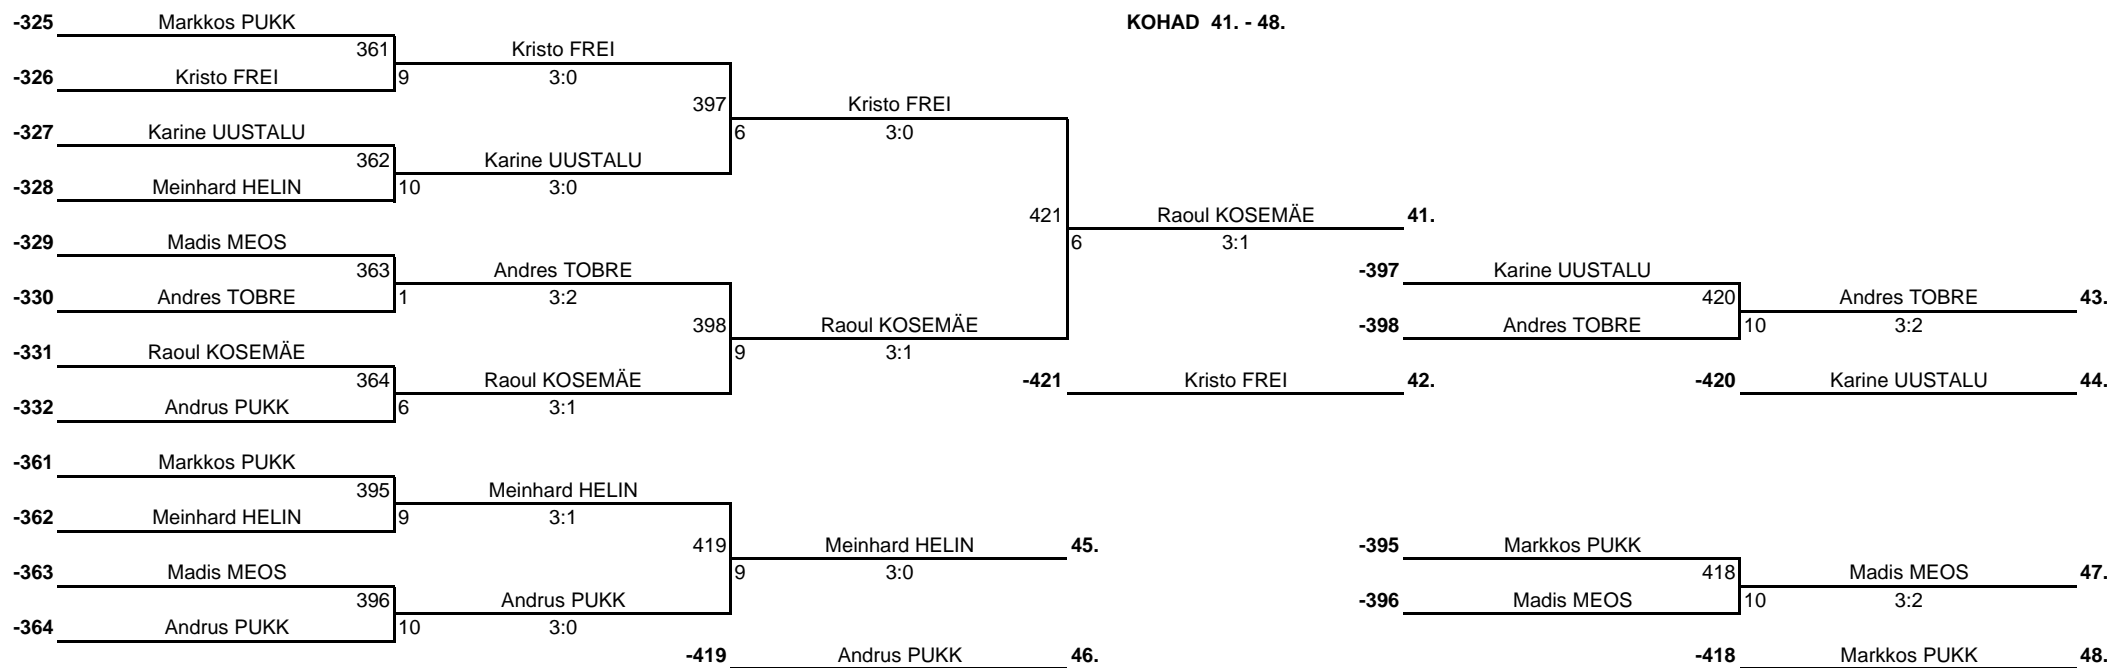 -325 Markkos PUKK KOHAD 41. - 48.
361 Kristo FREI
-326 Kristo FREI 9 3:0
397 Kristo FREI
-327 Karine UUSTALU 6 3:0
362 Karine UUSTALU
-328 Meinhard HELIN 10 3:0
421 Raoul KOSEMÄE 41.
-329 Madis MEOS 6 3:1
363 Andres TOBRE -397 Karine UUSTALU
-330 Andres TOBRE 1 3:2 420 Andres TOBRE 43.
398 Raoul KOSEMÄE -398 Andres TOBRE 10 3:2
-331 Raoul KOSEMÄE 9 3:1
364 Raoul KOSEMÄE -421 Kristo FREI 42. -420 Karine UUSTALU 44.
-332 Andrus PUKK 6 3:1
-361 Markkos PUKK
395 Meinhard HELIN
-362 Meinhard HELIN 9 3:1
419 Meinhard HELIN 45. -395 Markkos PUKK
-363 Madis MEOS 9 3:0 418 Madis MEOS 47.
396 Andrus PUKK -396 Madis MEOS 10 3:2
-364 Andrus PUKK 10 3:0
-419 Andrus PUKK 46. -418 Markkos PUKK 48.